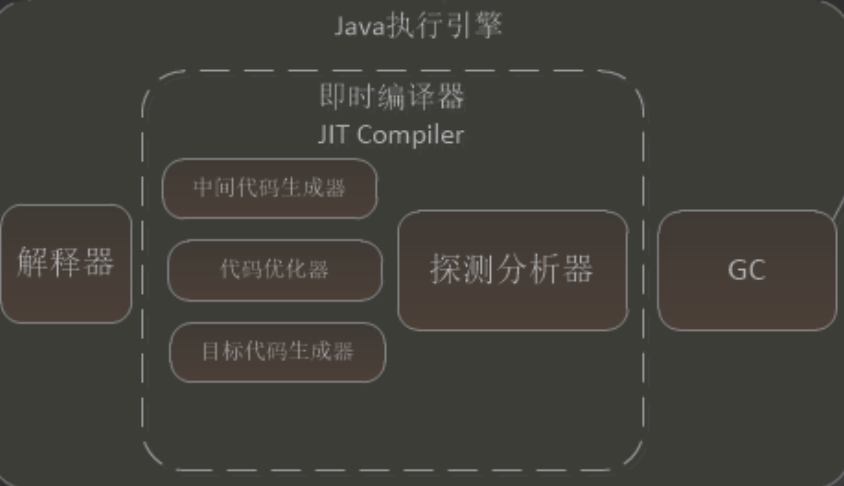 Java执行引擎
即时编译器
JIT Compiler
中间代码生成器
解释器
代码优化器
探测分析器
GC
目标代码生成器